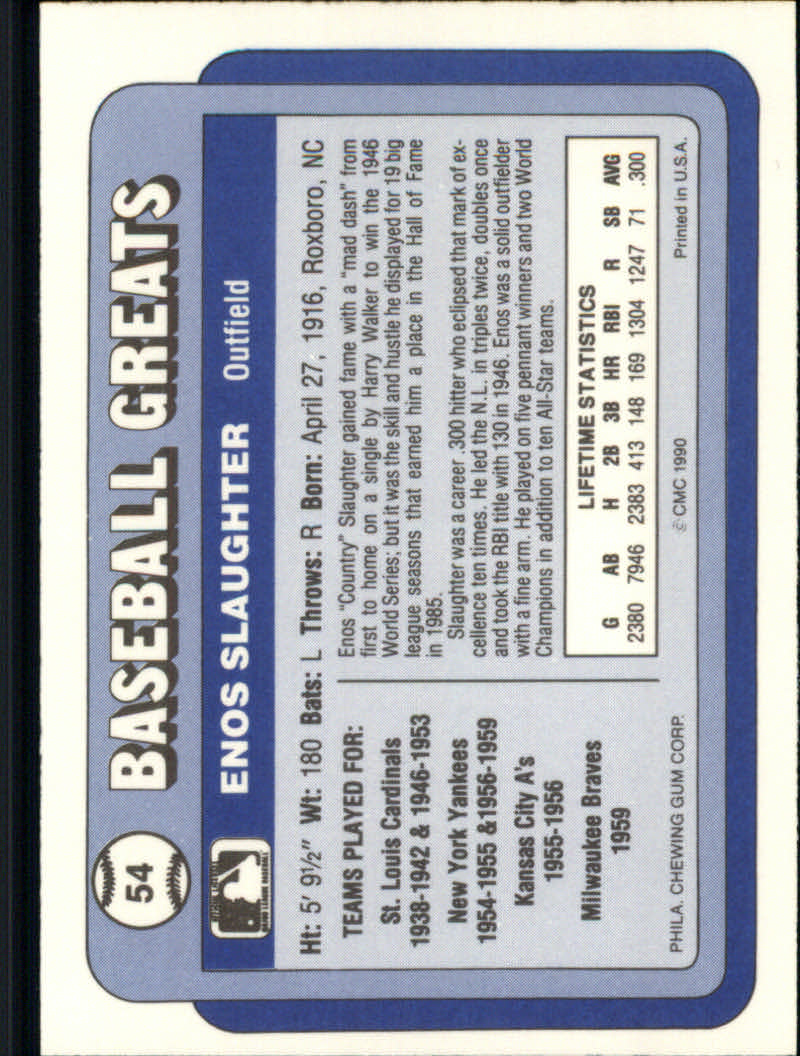 54
BASEBALL GREATS
ENOS SLAUGHTER Outfield
Ht: 5' 9½" Wt: 180 Bats: L Throws: R Born: April 27, 1916, Roxboro, NC
TEAMS PLAYED FOR:
St. Louis Cardinals
1938-1942 & 1946-1953
New York Yankees
1954-1955 &1956-1959
Kansas City A's
1955-1956
Milwaukee Braves
1959
Enos "Country" Slaughter gained fame with a "mad dash" from
first to home on a single by Harry Walker to win the 1946
World Series; but it was the skill and hustle he displayed for 19 big
league seasons that earned him a place in the Hall of Fame
in 1985.
Slaughter was a career .300 hitter who eclipsed that mark of ex-
cellence ten times. He led the N.L. in triples twice, doubles once
and took the RBI title with 130 in 1946. Enos was a solid outfielder
with a fine arm. He played on five pennant winners and two World
Champions in addition to ten All-Star teams.
LIFETIME STATISTICS
G AB H 2B 3B HR RBI R SB AVG
2380 7946 2383 413 148 169 1304 1247 71 .300
PHILA. CHEWING GUM CORP. © CMC 1990 Printed in U.S.A.